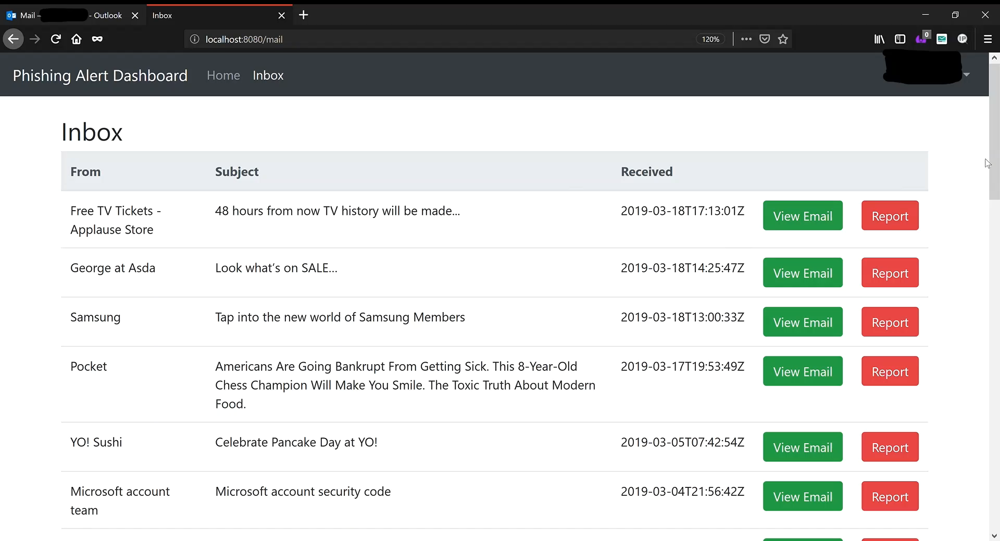 Mail – - Outlook
Inbox
localhost:8080/mail
120%
0
IP
Phishing Alert Dashboard
Home
Inbox
Inbox
From
Subject
Received
Free TV Tickets -
Applause Store
48 hours from now TV history will be made...
2019-03-18T17:13:01Z
View Email
Report
George at Asda
Look what’s on SALE...
2019-03-18T14:25:47Z
View Email
Report
Samsung
Tap into the new world of Samsung Members
2019-03-18T13:00:33Z
View Email
Report
Pocket
Americans Are Going Bankrupt From Getting Sick. This 8-Year-Old
Chess Champion Will Make You Smile. The Toxic Truth About Modern
Food.
2019-03-17T19:53:49Z
View Email
Report
YO! Sushi
Celebrate Pancake Day at YO!
2019-03-05T07:42:54Z
View Email
Report
Microsoft account
team
Microsoft account security code
2019-03-04T21:56:42Z
View Email
Report